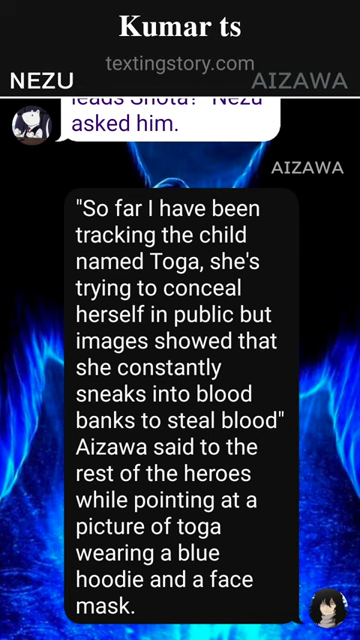 Kumar ts
textingstory.com
NEZU AIZAWA
leads Shota?" Nezu
asked him.
AIZAWA
"So far I have been
tracking the child
named Toga, she's
trying to conceal
herself in public but
images showed that
she constantly
sneaks into blood
banks to steal blood"
Aizawa said to the
rest of the heroes
while pointing at a
picture of toga
wearing a blue
hoodie and a face
mask.